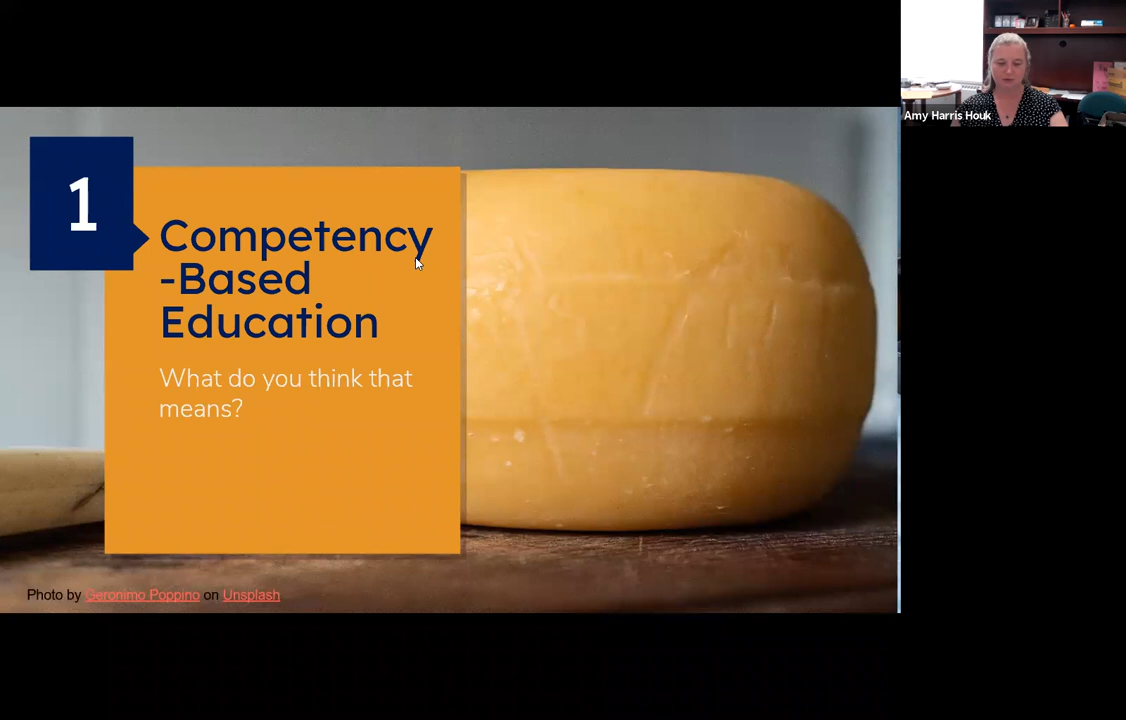 Amy Harris Houk
1
Competency
-Based
Education
What do you think that
means?
Photo by Geronimo Poppino on Unsplash